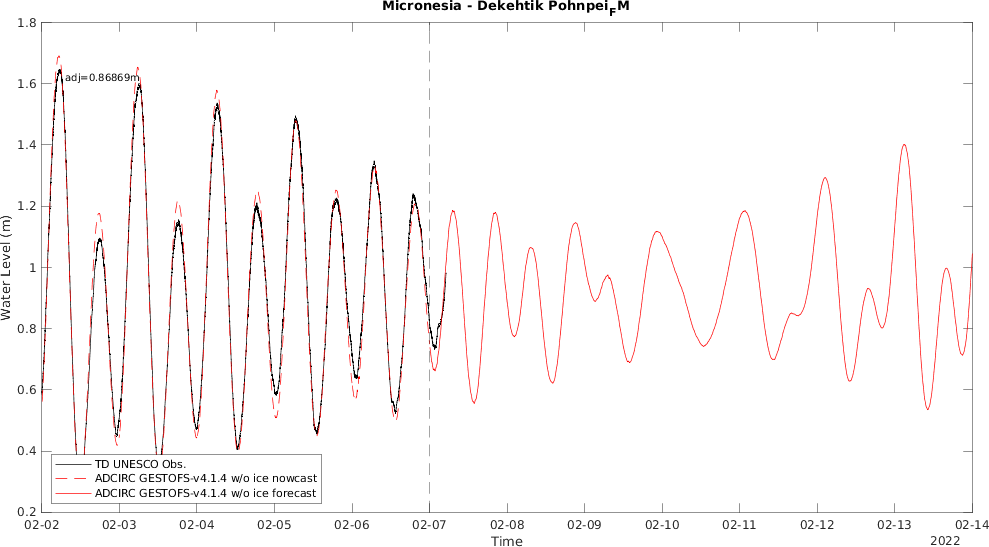 Micronesia - Dekehtik Pohnpei_FM
adj=0.86869m
Water Level (m)
1.8
1.6
1.4
1.2
1
0.8
0.6
0.4
0.2
TD UNESCO Obs.
ADCIRC GESTOFS-v4.1.4 w/o ice nowcast
ADCIRC GESTOFS-v4.1.4 w/o ice forecast
02-02 02-03 02-04 02-05 02-06 02-07 02-08 02-09 02-10 02-11 02-12 02-13 02-14
Time
2022